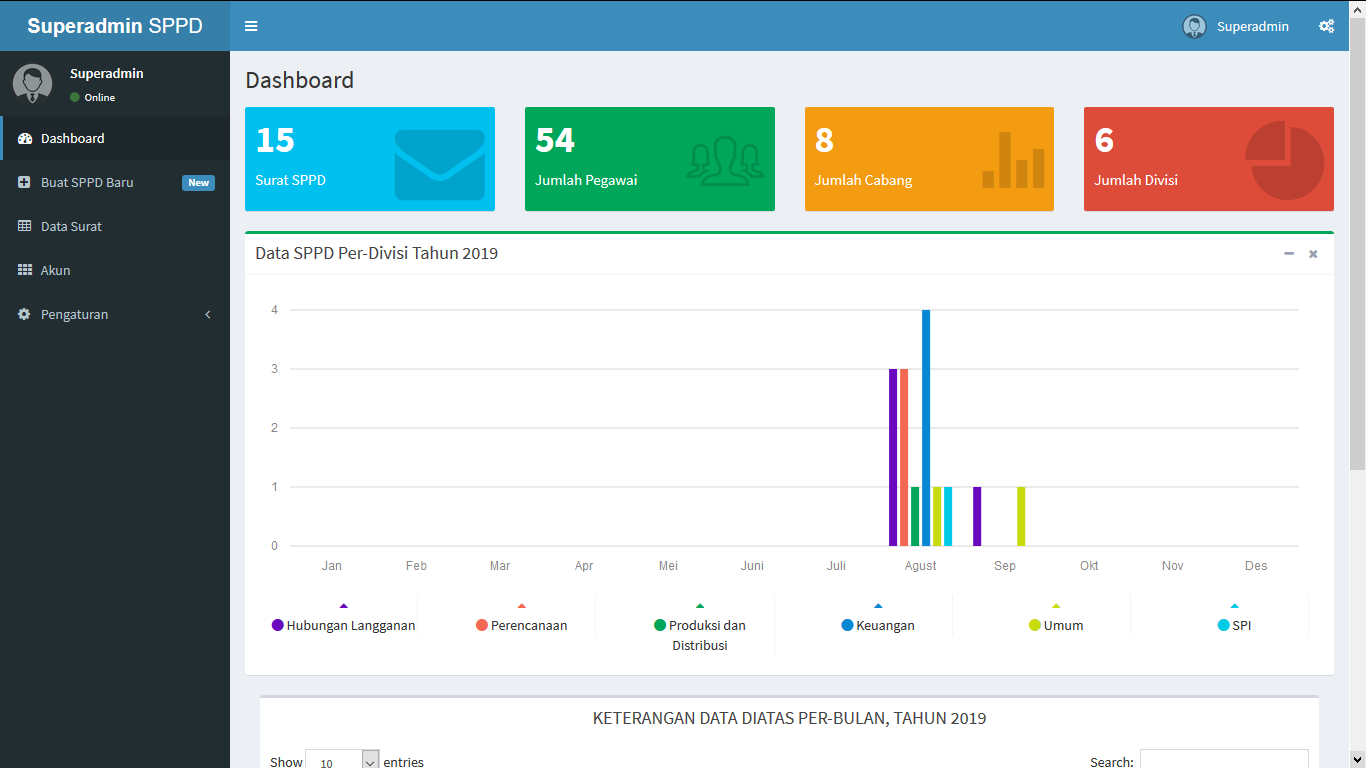 Superadmin SPPD
Superadmin
Superadmin
Online
Dashboard
Buat SPPD Baru New
Data Surat
Akun
Pengaturan
Dashboard
15
Surat SPPD
54
Jumlah Pegawai
8
Jumlah Cabang
6
Jumlah Divisi
Data SPPD Per-Divisi Tahun 2019
4
3
2
1
0
Jan Feb Mar Apr Mei Juni Juli Agust Sep Okt Nov Des
Hubungan Langganan
Perencanaan
Produksi dan
Distribusi
Keuangan
Umum
SPI
KETERANGAN DATA DIATAS PER-BULAN, TAHUN 2019
Show 10 entries
Search: